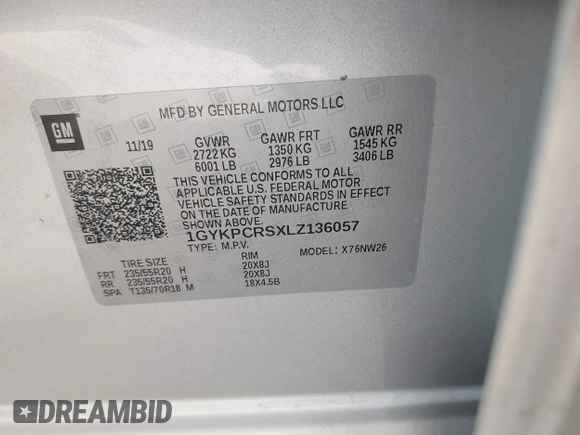 MFD BY GENERAL MOTORS LLC
GM
11/19 GVWR GAWR FRT GAWR RR
2722 KG 1350 KG 1545 KG
6001 LB 2976 LB 3406 LB
THIS VEHICLE CONFORMS TO ALL
APPLICABLE U.S. FEDERAL MOTOR
VEHICLE SAFETY STANDARDS IN EFFECT
ON THE DATE OF MANUFACTURE
SHOWN ABOVE.
1GYKPCRSXLZ136057
TYPE: M.P.V. MODEL: X76NW26
TIRE SIZE RIM
FRT 235/55R20 H 20X8J
RR 235/55R20 H 20X8J
SPA T135/70R18 M 18X4.5B
DREAMBID